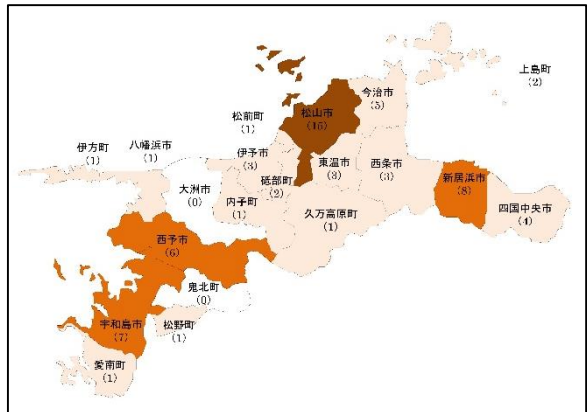 上島町
(2)
今治市
(5)
松山市
松前町
(1)
八幡浜市
(1)
伊方町
(1)
伊予市
(3)
東温市
(3)
西条市
(3)
新居浜市
(8)
大洲市
(0)
砥部町
(2)
内子町
(1)
久万高原町
(1)
四国中央市
(4)
西予市
(6)
鬼北町
(0)
宇和島市
(7)
松野町
(1)
愛南町
(1)